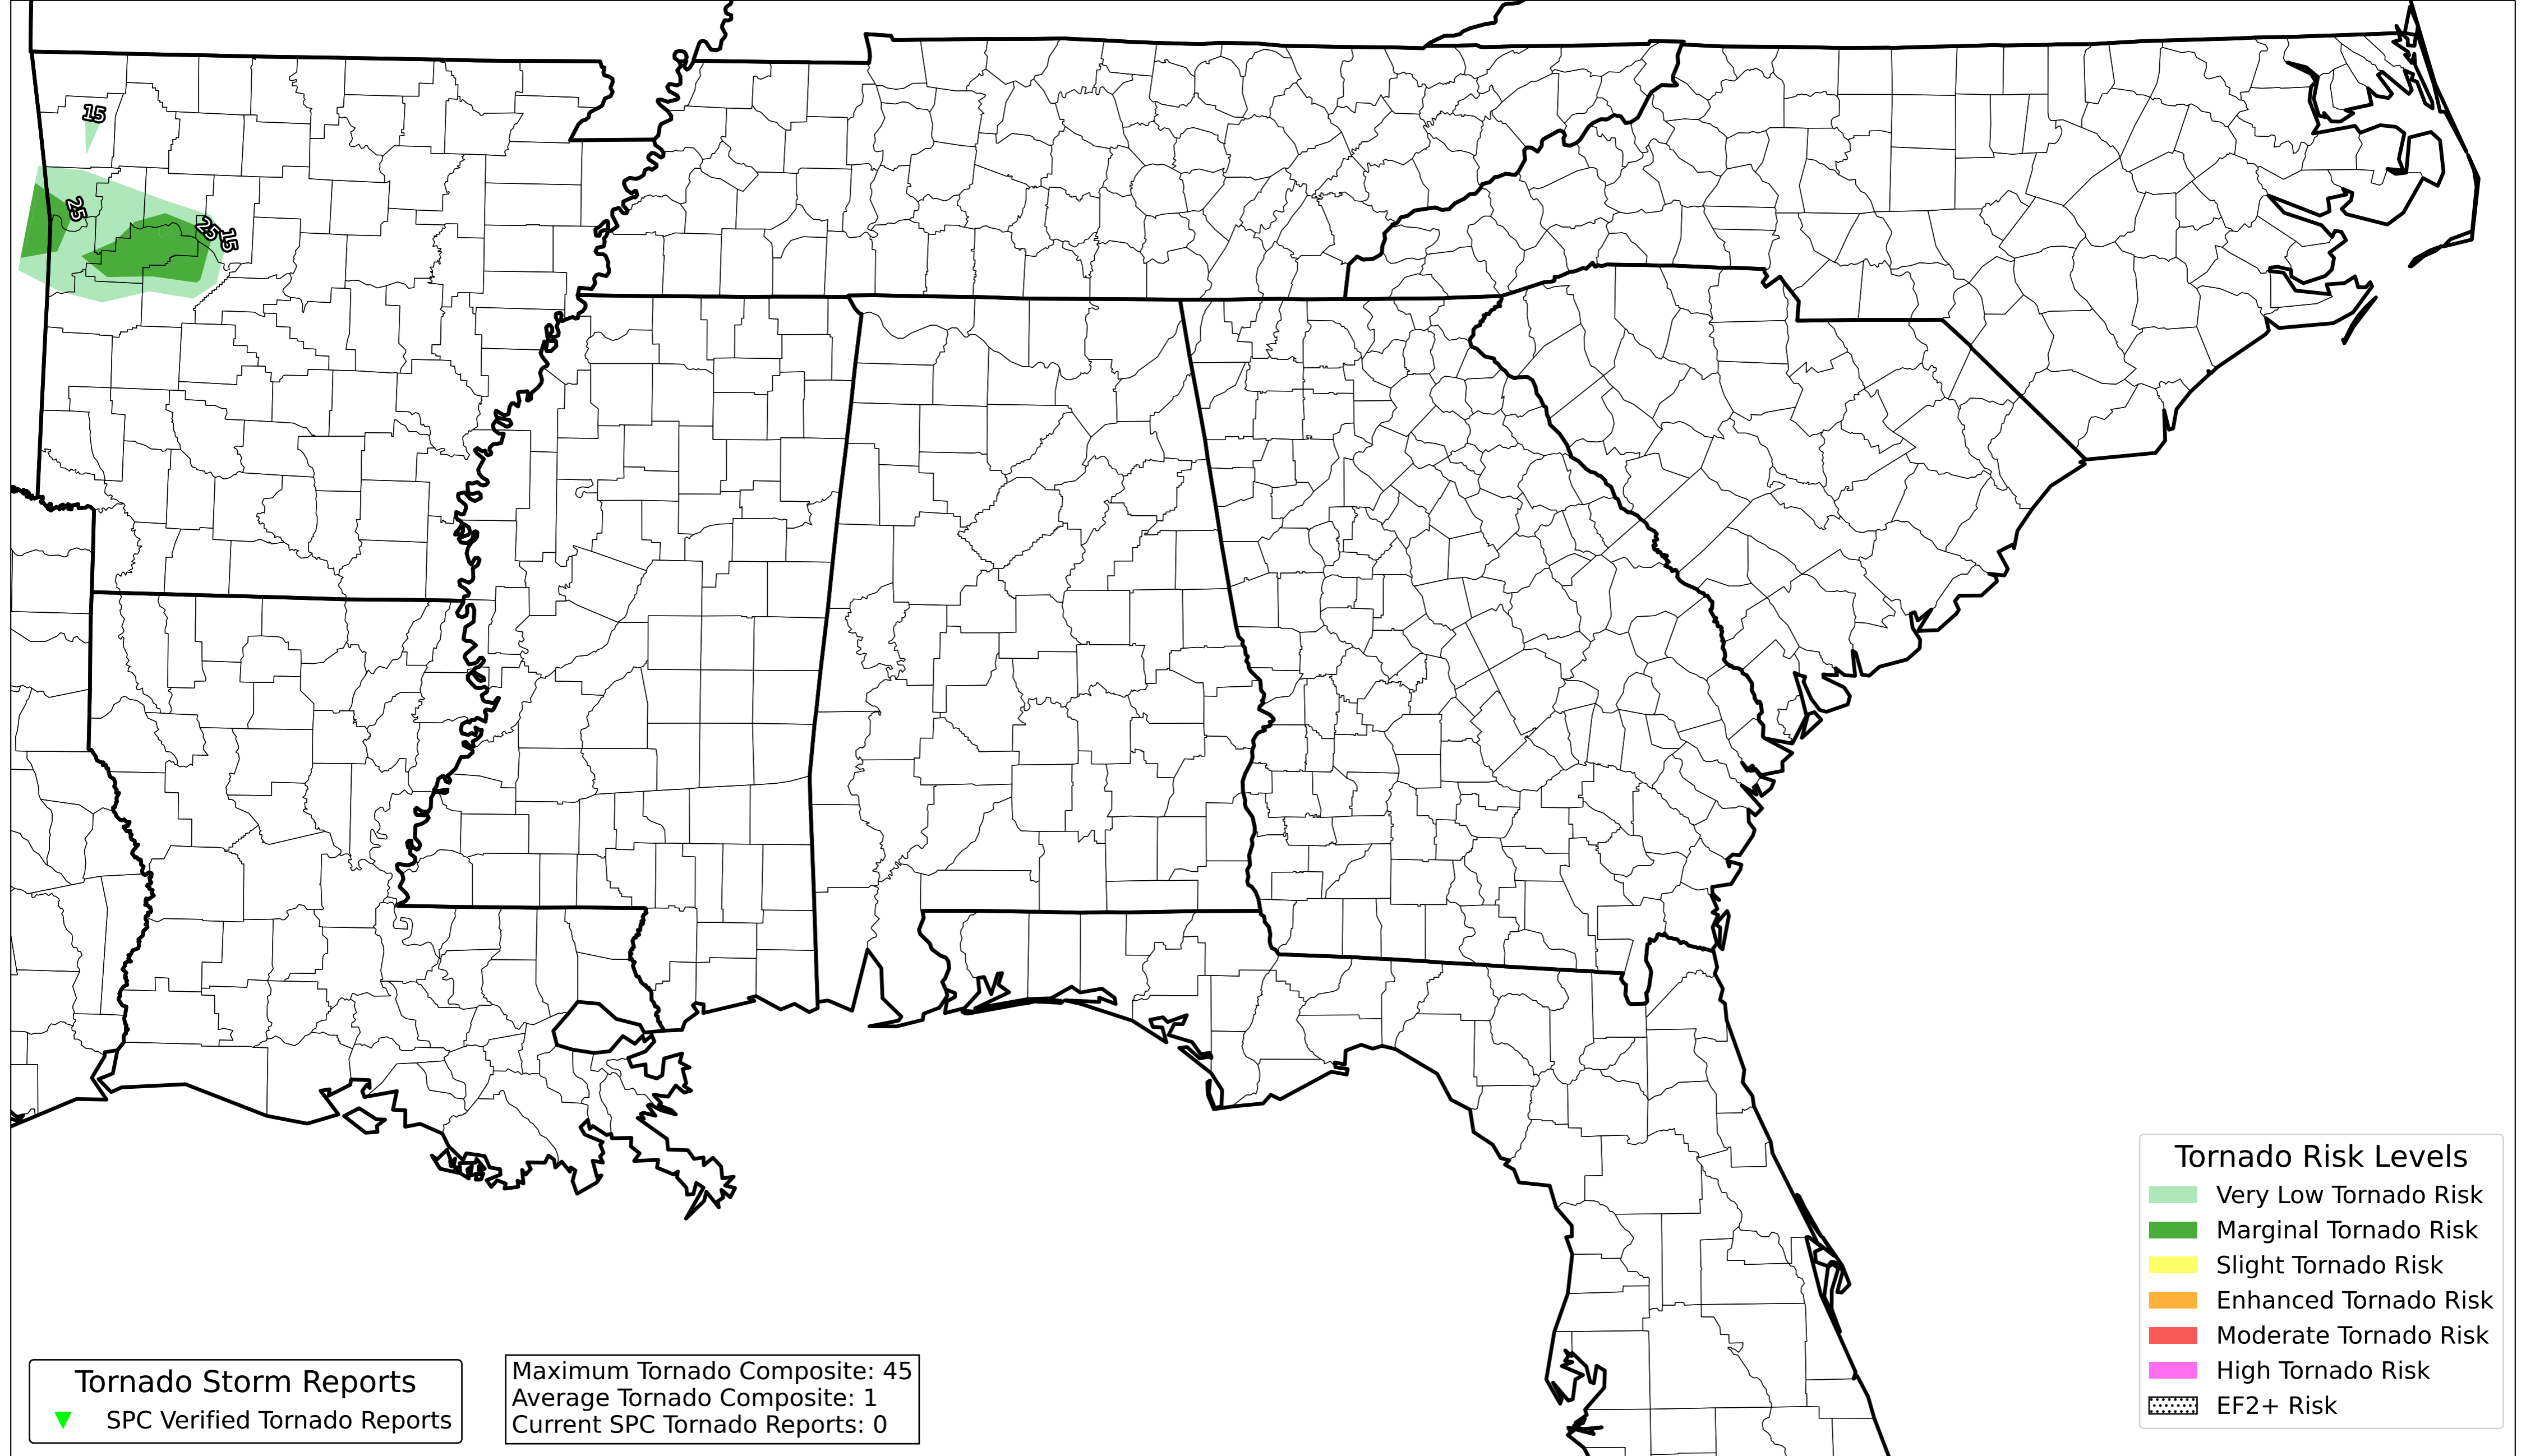 15
25
25
15
Tornado Risk Levels
Very Low Tornado Risk
Marginal Tornado Risk
Slight Tornado Risk
Enhanced Tornado Risk
Moderate Tornado Risk
High Tornado Risk
EF2+ Risk
Tornado Storm Reports
SPC Verified Tornado Reports
Maximum Tornado Composite: 45
Average Tornado Composite: 1
Current SPC Tornado Reports: 0